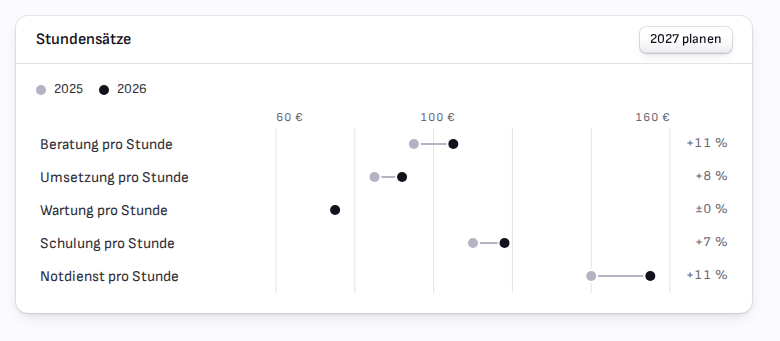 Stundensätze
2027 planen
2025 2026
60 € 100 € 160 €
Beratung pro Stunde +11 %
Umsetzung pro Stunde +8 %
Wartung pro Stunde ±0 %
Schulung pro Stunde +7 %
Notdienst pro Stunde +11 %